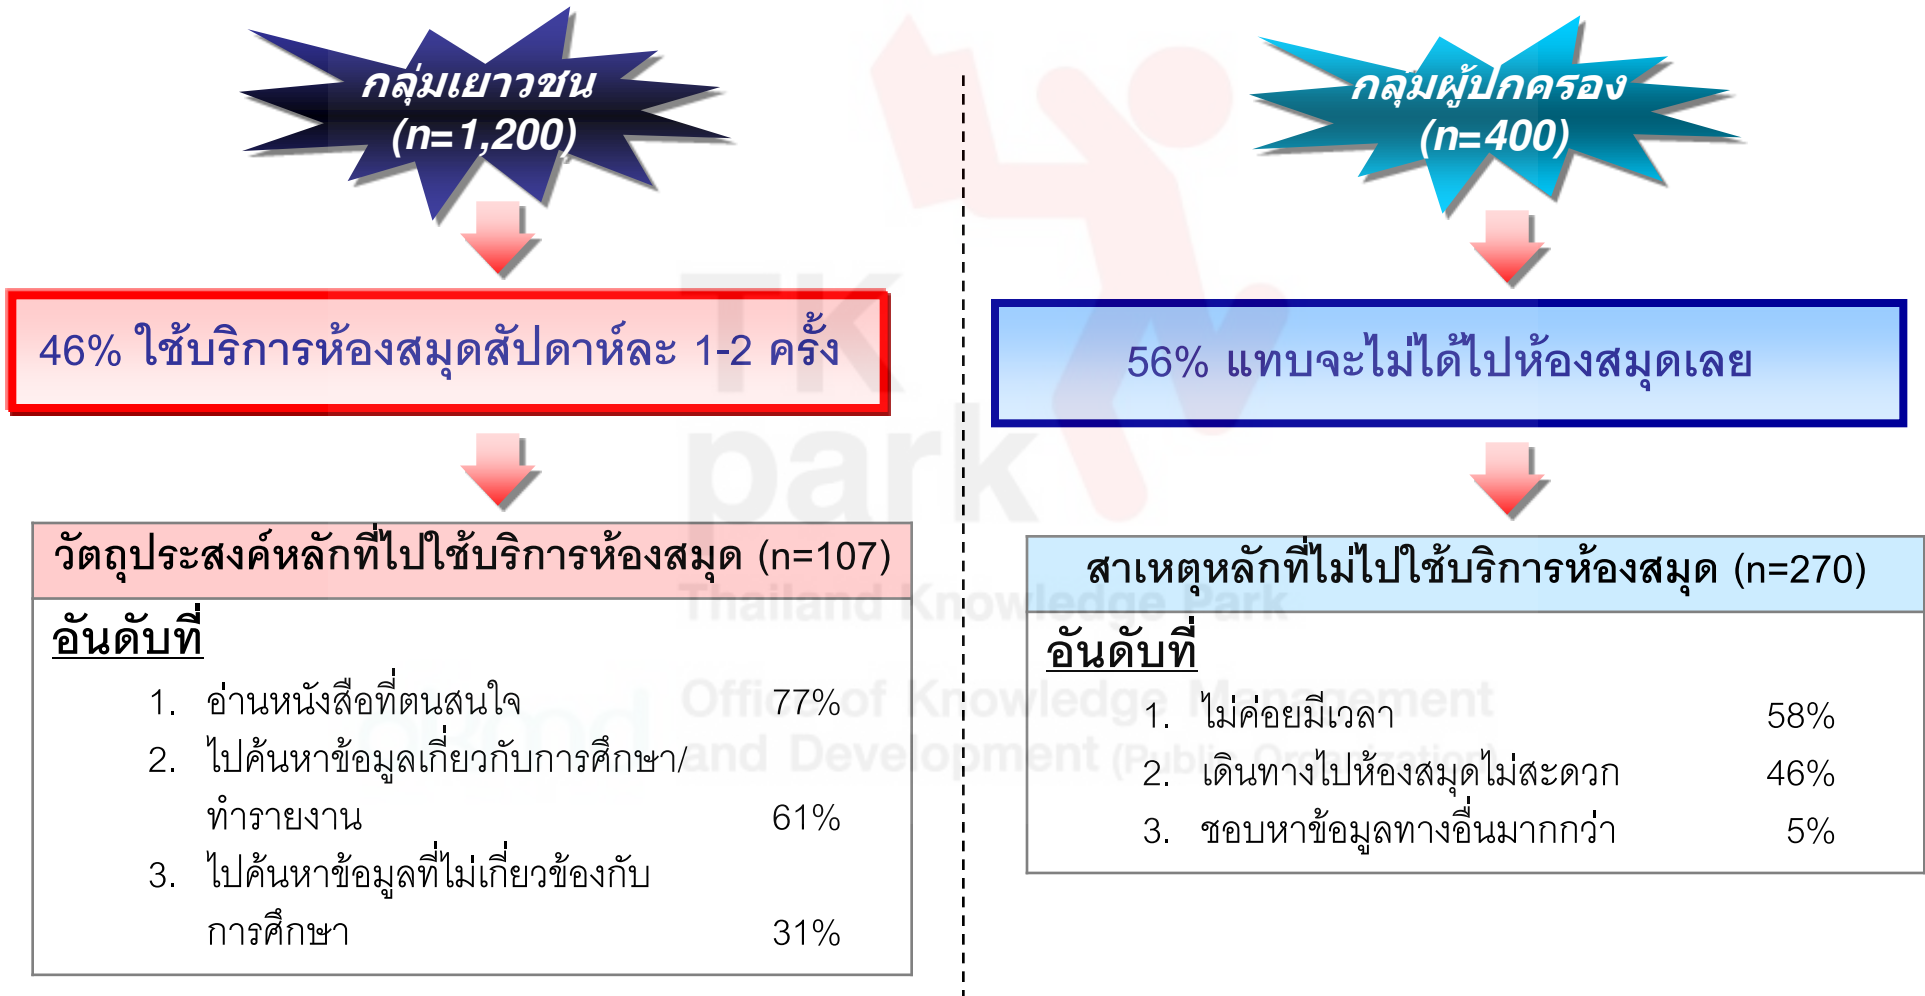 กลุ่มเยาวชน
(n=1,200)
46% ใช้บริการห้องสมุดสัปดาห์ละ 1-2 ครั้ง
วัตถุประสงค์หลักที่ไปใช้บริการห้องสมุด (n=107)
อันดับที่
1. อ่านหนังสือที่ตนสนใจ 77%
2. ไปค้นหาข้อมูลเกี่ยวกับการศึกษา/
ทำรายงาน 61%
3. ไปค้นหาข้อมูลที่ไม่เกี่ยวข้องกับ
การศึกษา 31%
กลุ่มผู้ปกครอง
(n=400)
56% แทบจะไม่ได้ไปห้องสมุดเลย
สาเหตุหลักที่ไม่ไปใช้บริการห้องสมุด (n=270)
อันดับที่
1. ไม่ค่อยมีเวลา 58%
2. เดินทางไปห้องสมุดไม่สะดวก 46%
3. ชอบหาข้อมูลทางอื่นมากกว่า 5%
TK
park
Thailand Knowledge Park
Office of Knowledge Management
and Development (Public Organization)